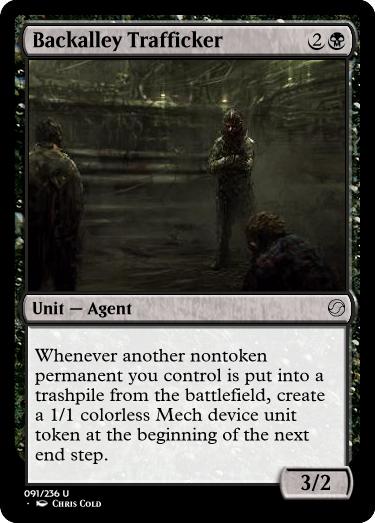 Backalley Trafficker 2
Unit — Agent
Whenever another nontoken
permanent you control is put into a
trashpile from the battlefield, create
a 1/1 colorless Mech device unit
token at the beginning of the next
end step.
3/2
091/236 U
· Chris Cold